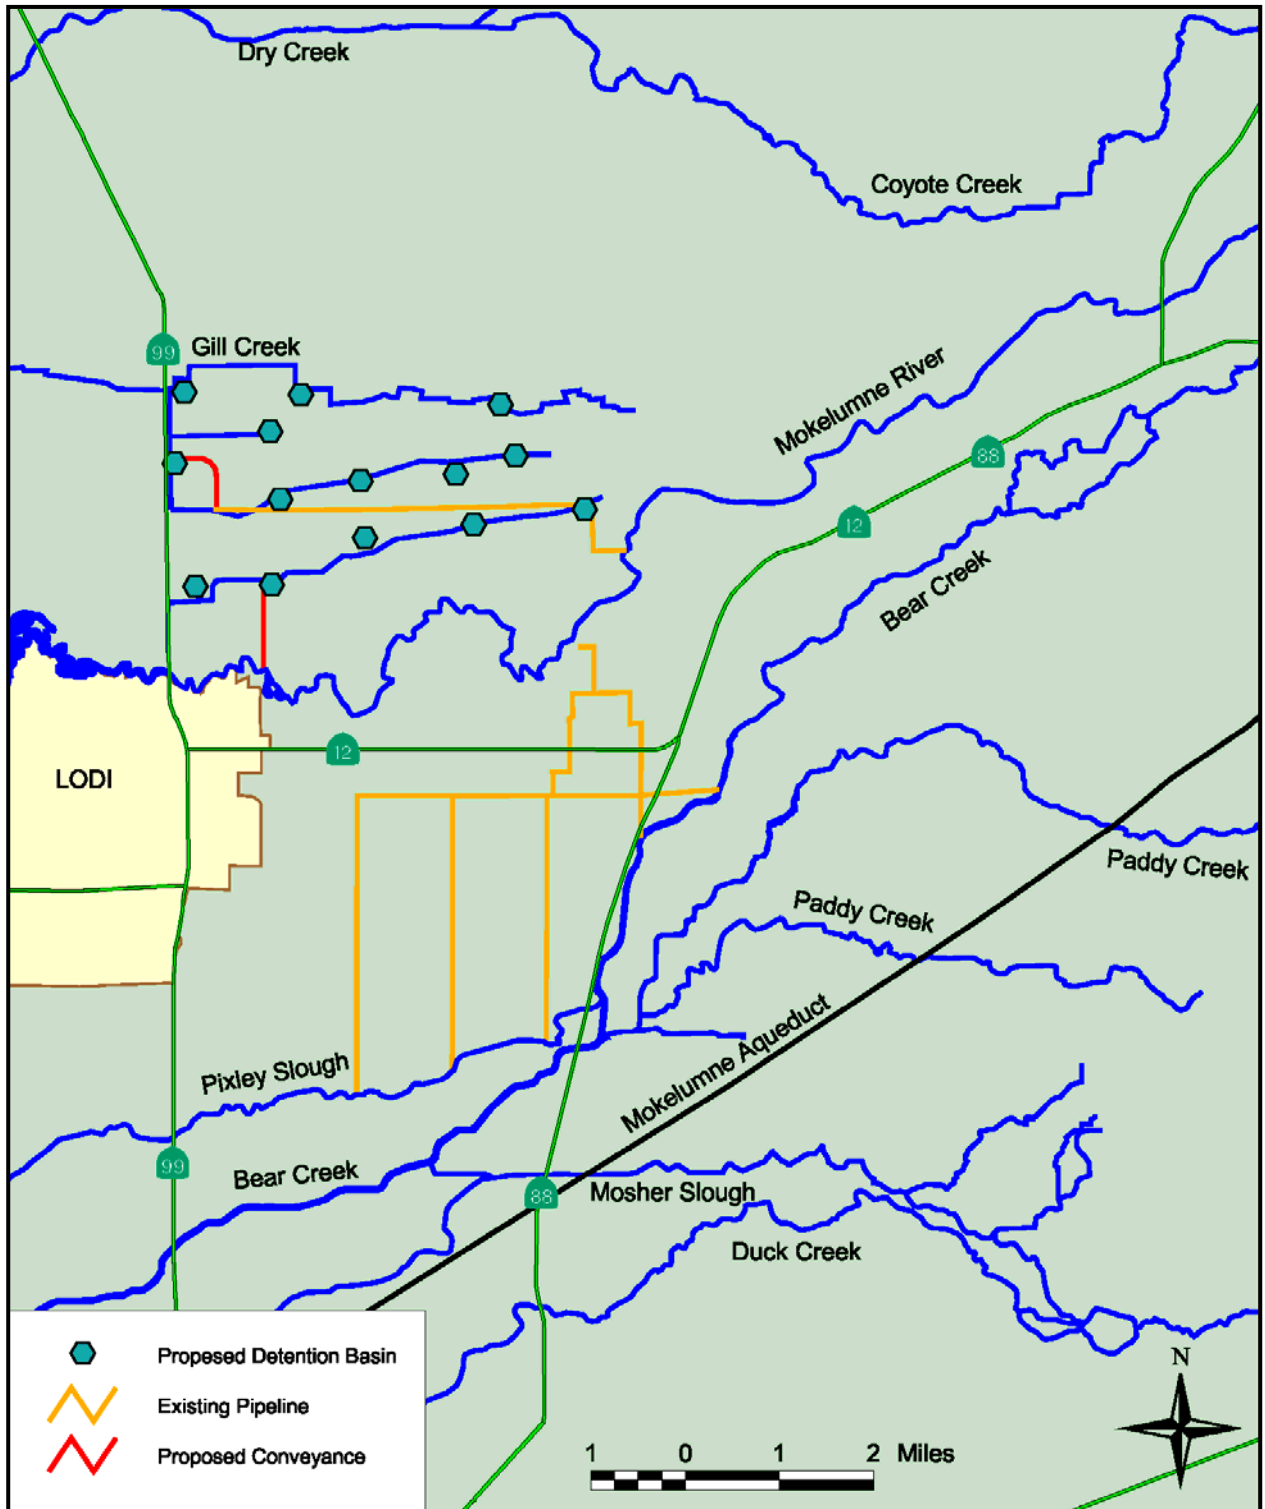 Dry Creek
Coyote Creek
99
Gill Creek
Mokelumne River
88
12
Bear Creek
12
LODI
Paddy Creek
Paddy Creek
Mokelumne Aqueduct
Pixley Slough
99
Bear Creek
88
Mosher Slough
Duck Creek
Propesed Detention Basin
Existing Pipeline
Proposed Conveyance
N
1 0 1 2 Miles